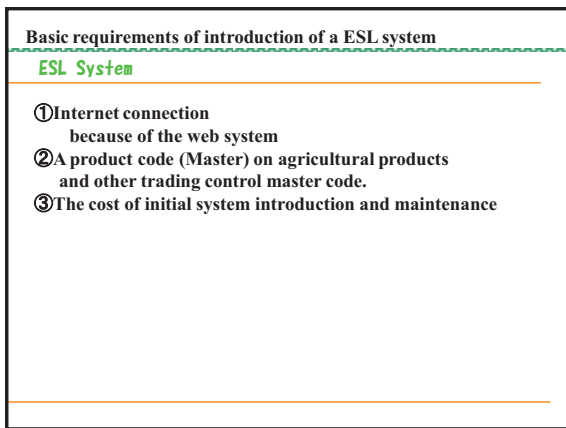 Basic requirements of introduction of a ESL system
ESL System
①Internet connection
because of the web system
②A product code (Master) on agricultural products
and other trading control master code.
③The cost of initial system introduction and maintenance